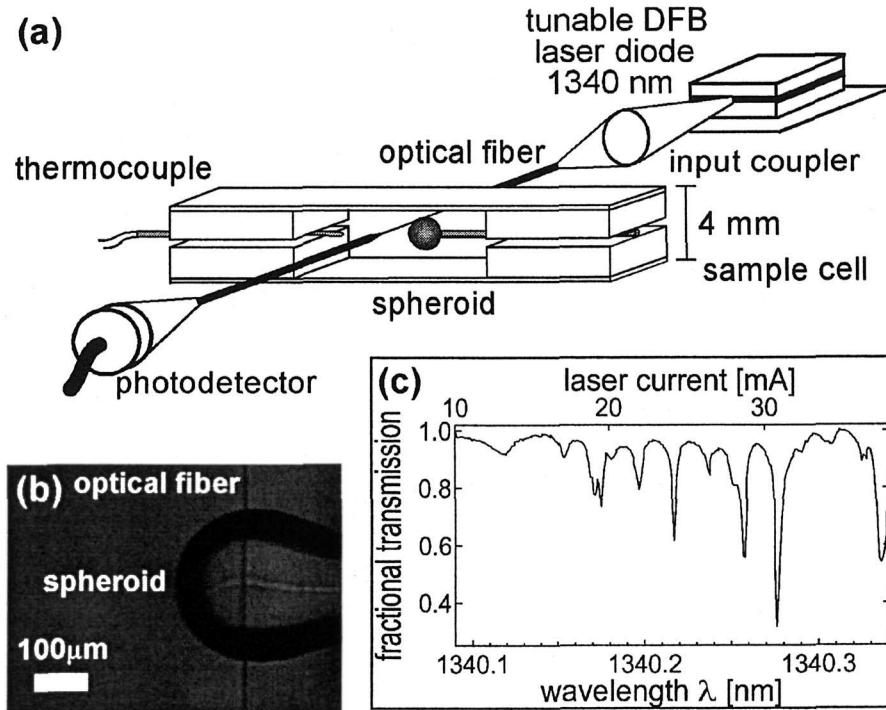 (a)
tunable DFB
laser diode
1340 nm
optical fiber
input coupler
thermocouple
4 mm
sample cell
spheroid
photodetector
(b) optical fiber
spheroid
100μm
(c)
laser current [mA]
10 20 30
1.0
0.8
0.6
0.4
fractional transmission
1340.1 1340.2 1340.3
wavelength λ [nm]